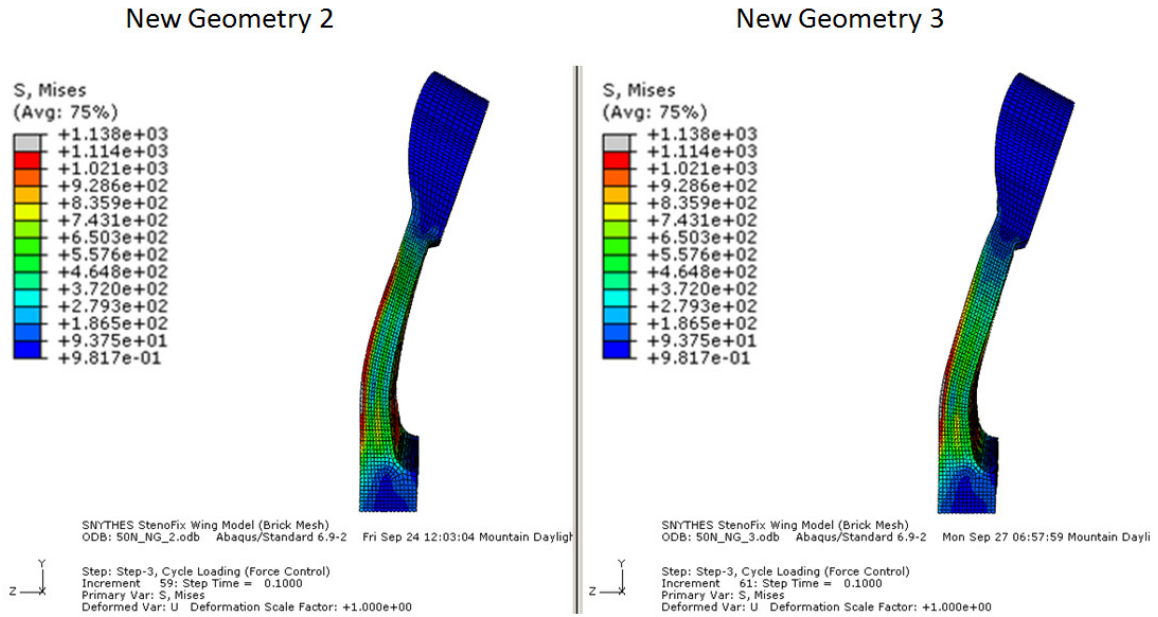 New Geometry 2
New Geometry 3
S, Mises
(Avg: 75%)
+1.138e+03
+1.114e+03
+1.021e+03
+9.286e+02
+8.359e+02
+7.431e+02
+6.503e+02
+5.576e+02
+4.648e+02
+3.720e+02
+2.793e+02
+1.865e+02
+9.375e+01
+9.817e-01
SNYTHES StenoFix Wing Model (Brick Mesh)
ODB: 50N_NG_2.odb Abaqus/Standard 6.9-2 Fri Sep 24 12:03:04 Mountain Dayligh
Y
Z
X
Step: Step-3, Cycle Loading (Force Control)
Increment 59: Step Time = 0.1000
Primary Var: S, Mises
Deformed Var: U Deformation Scale Factor: +1.000e+00
S, Mises
(Avg: 75%)
+1.138e+03
+1.114e+03
+1.021e+03
+9.286e+02
+8.359e+02
+7.431e+02
+6.503e+02
+5.576e+02
+4.648e+02
+3.720e+02
+2.793e+02
+1.865e+02
+9.375e+01
+9.817e-01
SNYTHES StenoFix Wing Model (Brick Mesh)
ODB: 50N_NG_3.odb Abaqus/Standard 6.9-2 Mon Sep 27 06:57:59 Mountain Dayli
Y
Z
X
Step: Step-3, Cycle Loading (Force Control)
Increment 61: Step Time = 0.1000
Primary Var: S, Mises
Deformed Var: U Deformation Scale Factor: +1.000e+00